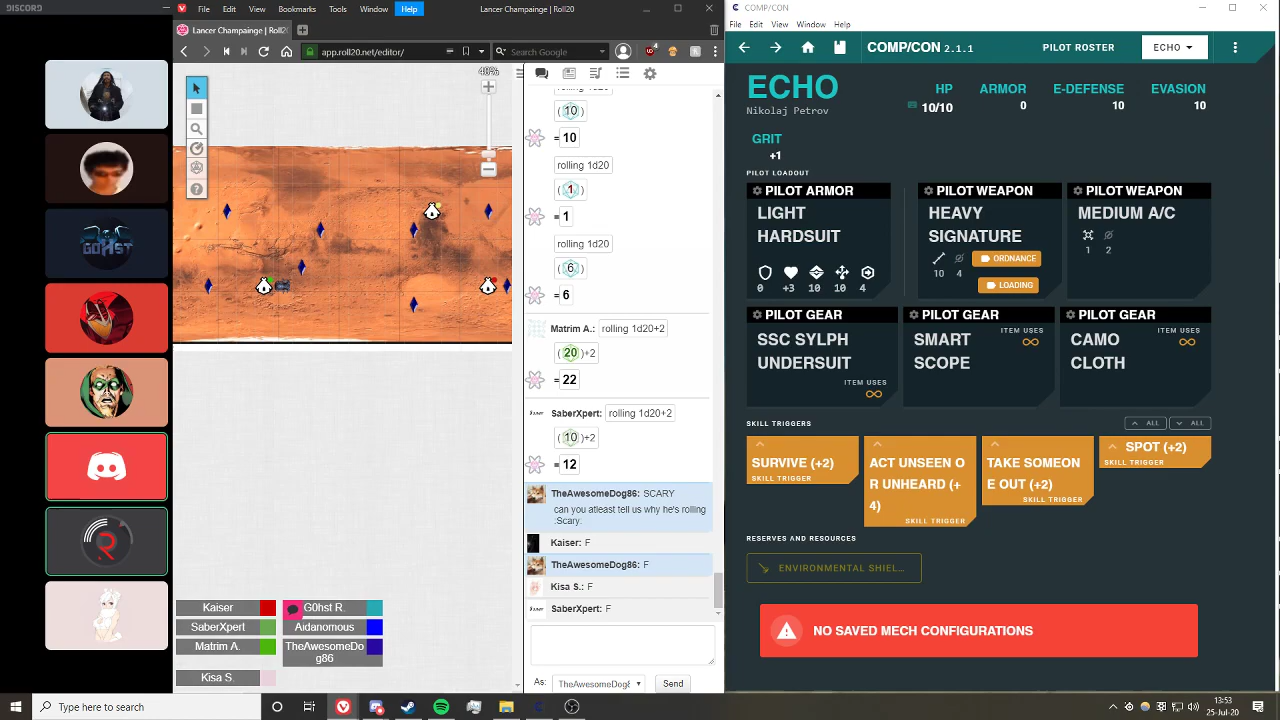 DISCORD
File
Edit
View
Bookmarks
Tools
Window
Help
Lancer Champainge | Roll20
app.roll20.net/editor/
Search Google
GOHST
R
Kaiser
G0hst R.
SaberXpert
Aidanomous
Matrim A.
TheAwesomeDo
g86
Kisa S.
rolling 1d20
(10)
= 10
rolling 1d20
(1)
= 1
rolling 1d20
(6)
= 6
Matrim A.: rolling 1d20+2
(20)+2
= 22
SaberXpert: rolling 1d20+2
(10)+2
= 12
TheAwesomeDog86: SCARY
can you atleast tell us why he's rolling
:Scary:
Kaiser: F
TheAwesomeDog86: F
Kisa S.: F
SaberXpert: F
As:
TheAwesomeDog8
Send
COMP/CON
File Edit View Window Help
COMP/CON 2.1.1
PILOT ROSTER
ECHO
ECHO
Nikolaj Petrov
HP
10/10
ARMOR
0
E-DEFENSE
10
EVASION
10
GRIT
+1
PILOT LOADOUT
PILOT ARMOR
LIGHT
HARDSUIT
0 +3 10 10 4
PILOT WEAPON
HEAVY
SIGNATURE
10 4
ORDNANCE
LOADING
PILOT WEAPON
MEDIUM A/C
1 2
PILOT GEAR
SSC SYLPH
UNDERSUIT
ITEM USES
∞
PILOT GEAR
ITEM USES
∞
SMART
SCOPE
PILOT GEAR
ITEM USES
∞
CAMO
CLOTH
SKILL TRIGGERS
ALL
ALL
SURVIVE (+2)
SKILL TRIGGER
ACT UNSEEN O
R UNHEARD (+
4)
SKILL TRIGGER
TAKE SOMEON
E OUT (+2)
SKILL TRIGGER
SPOT (+2)
SKILL TRIGGER
RESERVES AND RESOURCES
ENVIRONMENTAL SHIEL...
NO SAVED MECH CONFIGURATIONS
Type here to search
13:53
25-Jul-20